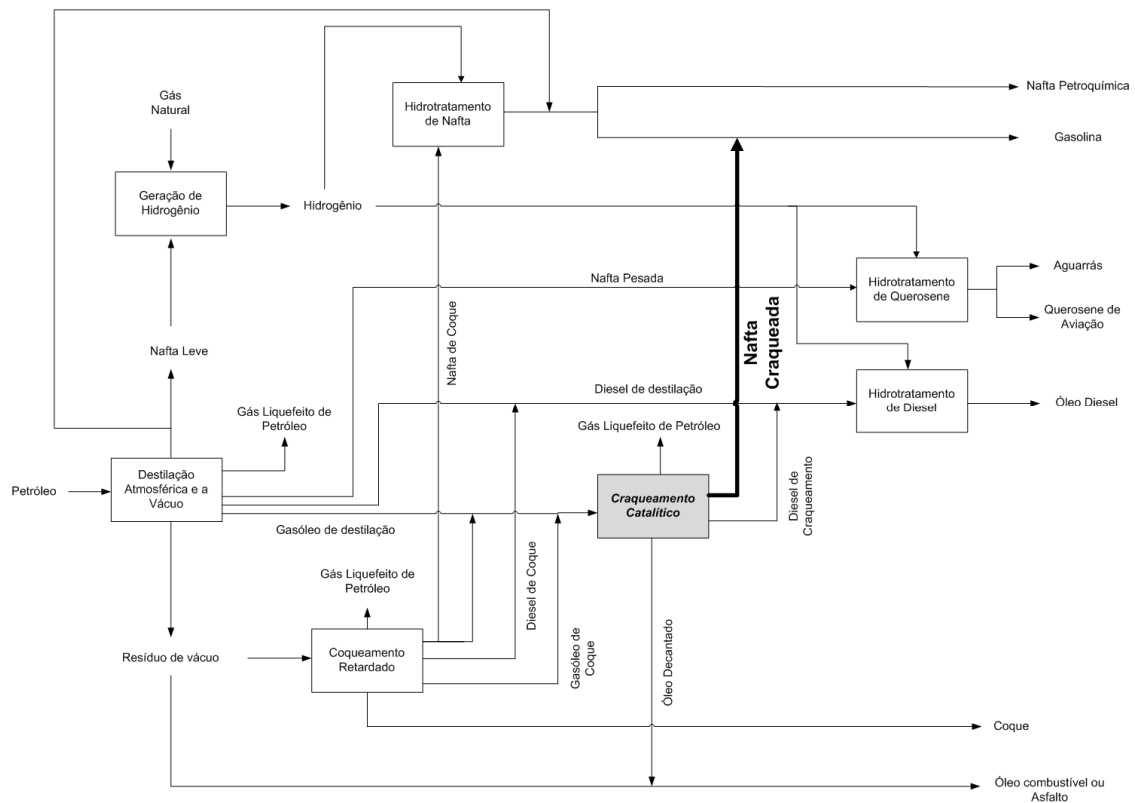 Gás
Natural
Geração de
Hidrogênio
Hidrogênio
Hidrotratamento
de Nafta
Nafta Petroquímica
Gasolina
Nafta Leve
Nafta Pesada
Hidrotratamento
de Querosene
Aguarrás
Querosene de
Aviação
Nafta de Coque
Nafta
Craqueada
Diesel de destilação
Hidrotratamento
de Diesel
Óleo Diesel
Gás Liquefeito de
Petróleo
Gás Liquefeito de Petróleo
Petróleo
Destilação
Atmosférica e a
Vácuo
Craqueamento
Catalítico
Diesel de
Craqueamento
Gasóleo de destilação
Gás Liquefeito de
Petróleo
Diesel de Coque
Gasóleo de
Coque
Óleo Decantado
Resíduo de vácuo
Coqueamento
Retardado
Coque
Óleo combustível ou
Asfalto